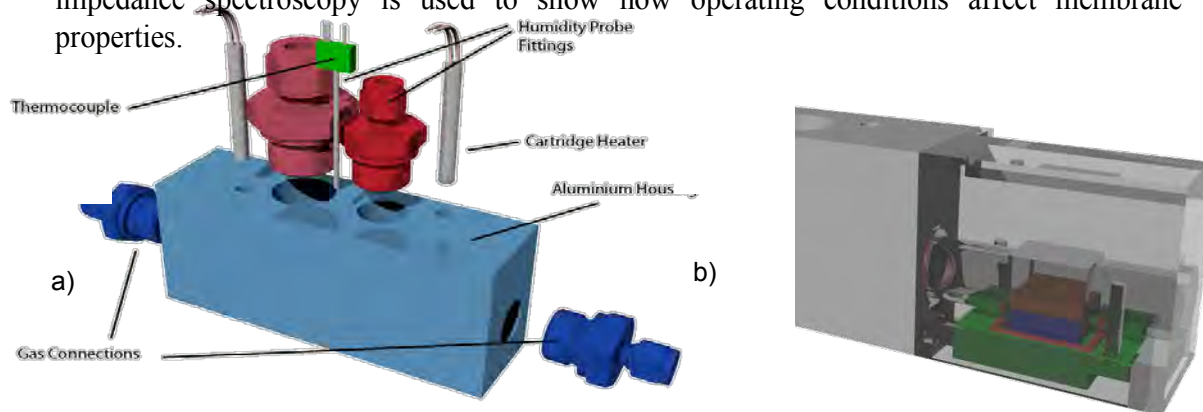 impedance spectroscopy is used to show how operating conditions affect membrane
properties.
Humidity Probe
Fittings
Thermocouple
Cartridge Heater
Aluminium Hous
a)
b)
Gas Connections